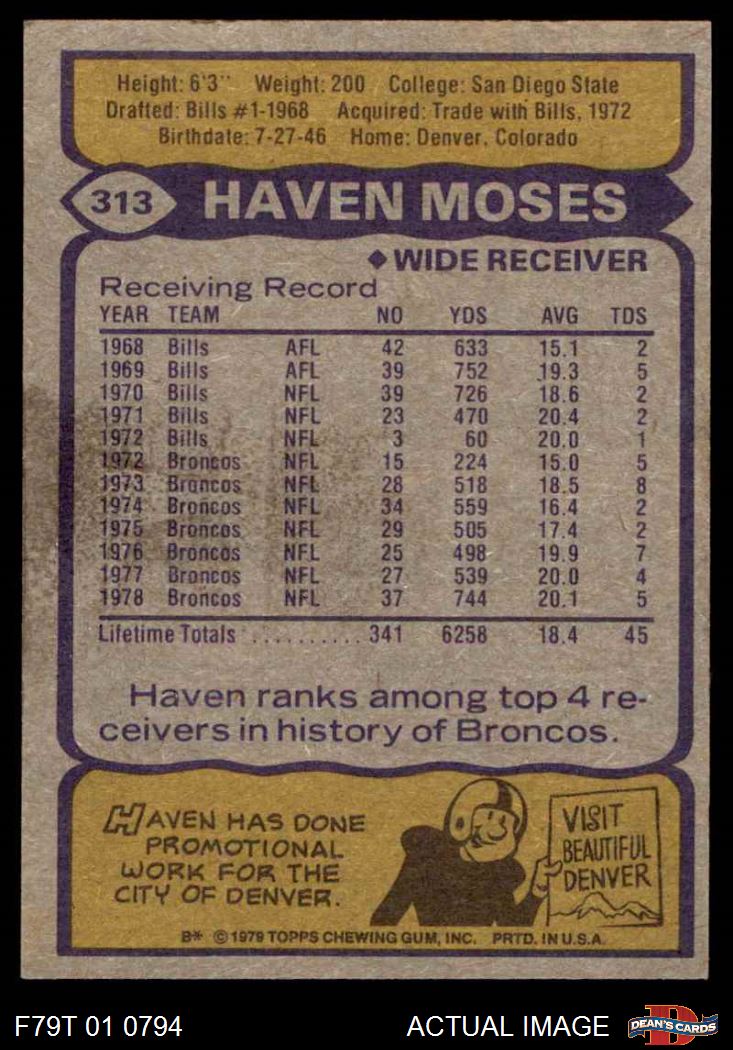 Height: 6'3" Weight: 200 College: San Diego State
Drafted: Bills #1-1968 Acquired: Trade with Bills, 1972
Birthdate: 7-27-46 Home: Denver, Colorado
313 HAVEN MOSES
◆ WIDE RECEIVER
Receiving Record
YEAR TEAM NO YDS AVG TDS
1968 Bills AFL 42 633 15.1 2
1969 Bills AFL 39 752 19.3 5
1970 Bills NFL 39 726 18.6 2
1971 Bills NFL 23 470 20.4 2
1972 Bills NFL 3 60 20.0 1
1972 Broncos NFL 15 224 15.0 5
1973 Broncos NFL 28 518 18.5 8
1974 Broncos NFL 34 559 16.4 2
1975 Broncos NFL 29 505 17.4 2
1976 Broncos NFL 25 498 19.9 7
1977 Broncos NFL 27 539 20.0 4
1978 Broncos NFL 37 744 20.1 5
Lifetime Totals .......... 341 6258 18.4 45
Haven ranks among top 4 re-
ceivers in history of Broncos.
HAVEN HAS DONE
PROMOTIONAL
WORK FOR THE
CITY OF DENVER.
VISIT
BEAUTIFUL
DENVER
B* © 1979 TOPPS CHEWING GUM, INC. PRTD. IN U.S.A.
F79T 01 0794 ACTUAL IMAGE D DEAN'S CARDS